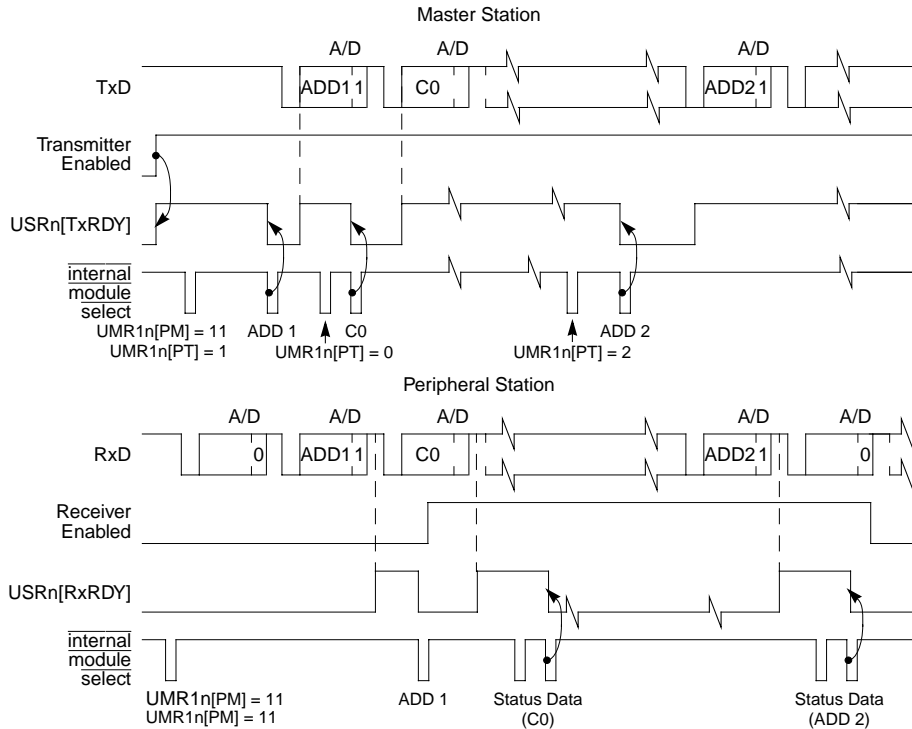 Master Station
A/D A/D A/D
TxD ADD1 1 C0 ADD2 1
Transmitter
Enabled
USRn[TxRDY]
internal
module
select
UMR1n[PM] = 11 ADD 1 C0 ADD 2
UMR1n[PT] = 1 UMR1n[PT] = 0 UMR1n[PT] = 2
Peripheral Station
A/D A/D A/D A/D A/D
RxD 0 ADD1 1 C0 ADD2 1 0
Receiver
Enabled
USRn[RxRDY]
internal
module
select
UMR1n[PM] = 11 ADD 1 Status Data Status Data
UMR1n[PM] = 11 (C0) (ADD 2)